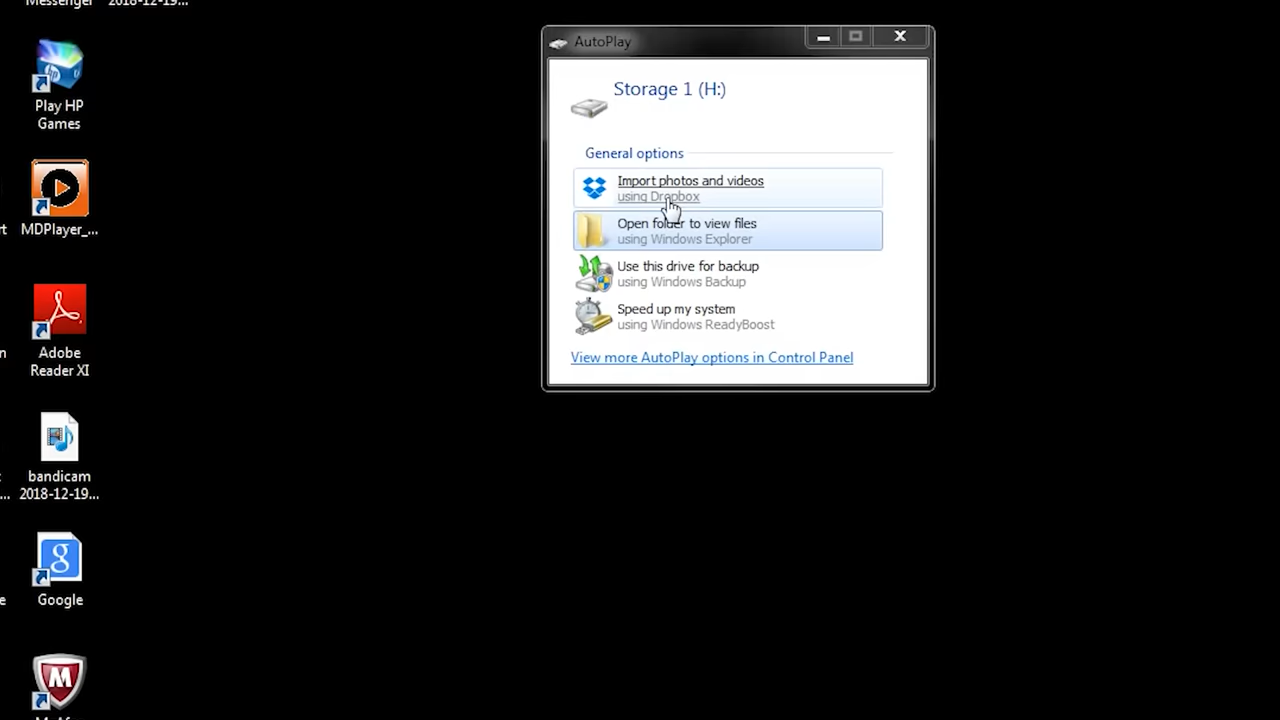 Messenger
2018-12-19...
Play HP
Games
MDPlayer_...
Adobe
Reader XI
bandicam
2018-12-19...
Google
AutoPlay
Storage 1 (H:)
General options
Import photos and videos
using Dropbox
Open folder to view files
using Windows Explorer
Use this drive for backup
using Windows Backup
Speed up my system
using Windows ReadyBoost
View more AutoPlay options in Control Panel